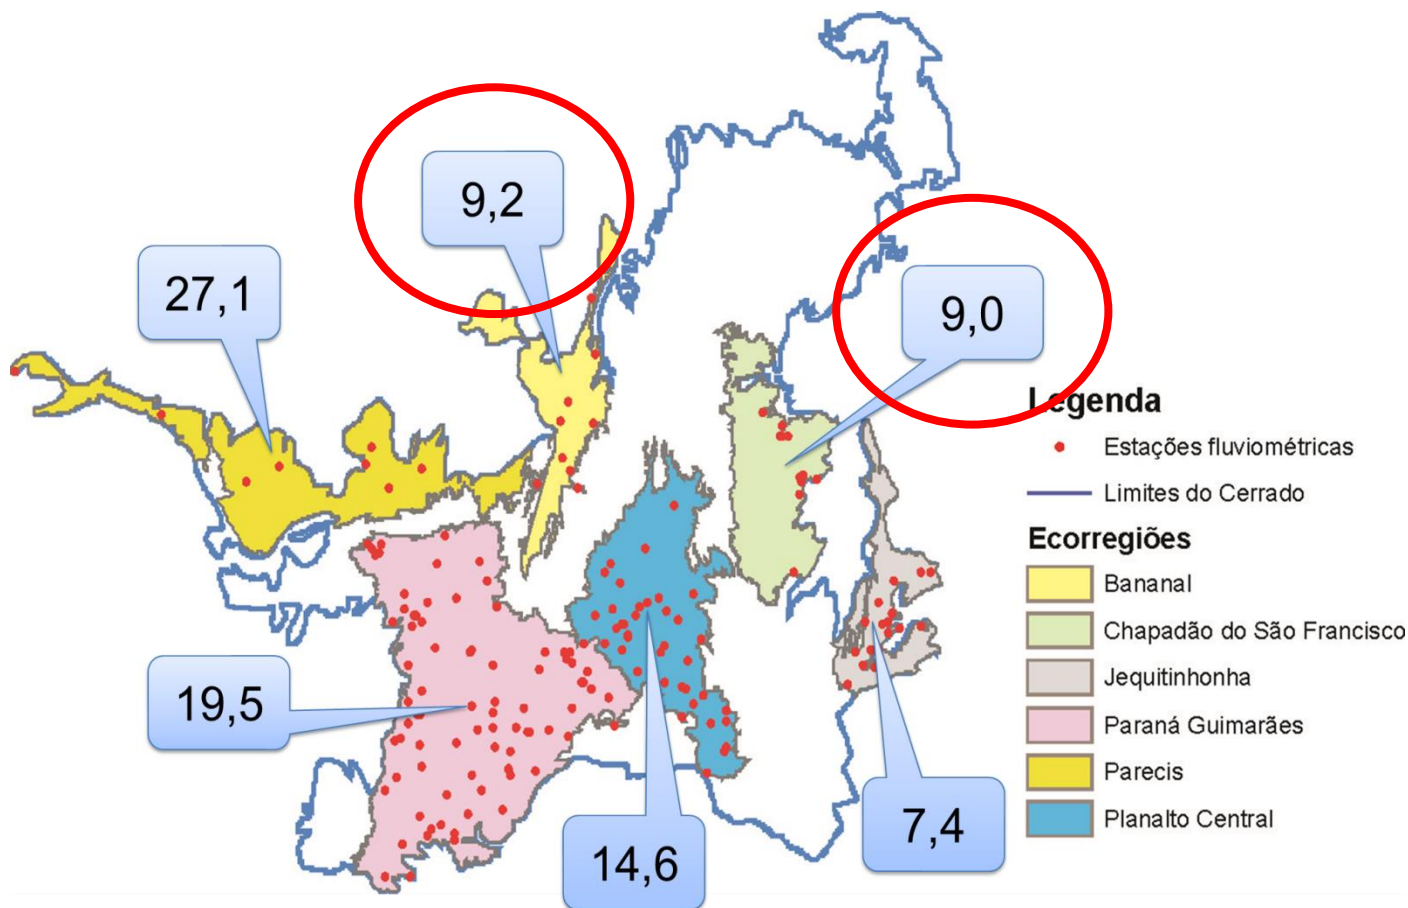 9,2
27,1
9,0
Legenda
Estações fluviométricas
Limites do Cerrado
Ecorregiões
Bananal
Chapadão do São Francisco
Jequitinhonha
Paraná Guimarães
Parecis
Planalto Central
19,5
14,6
7,4